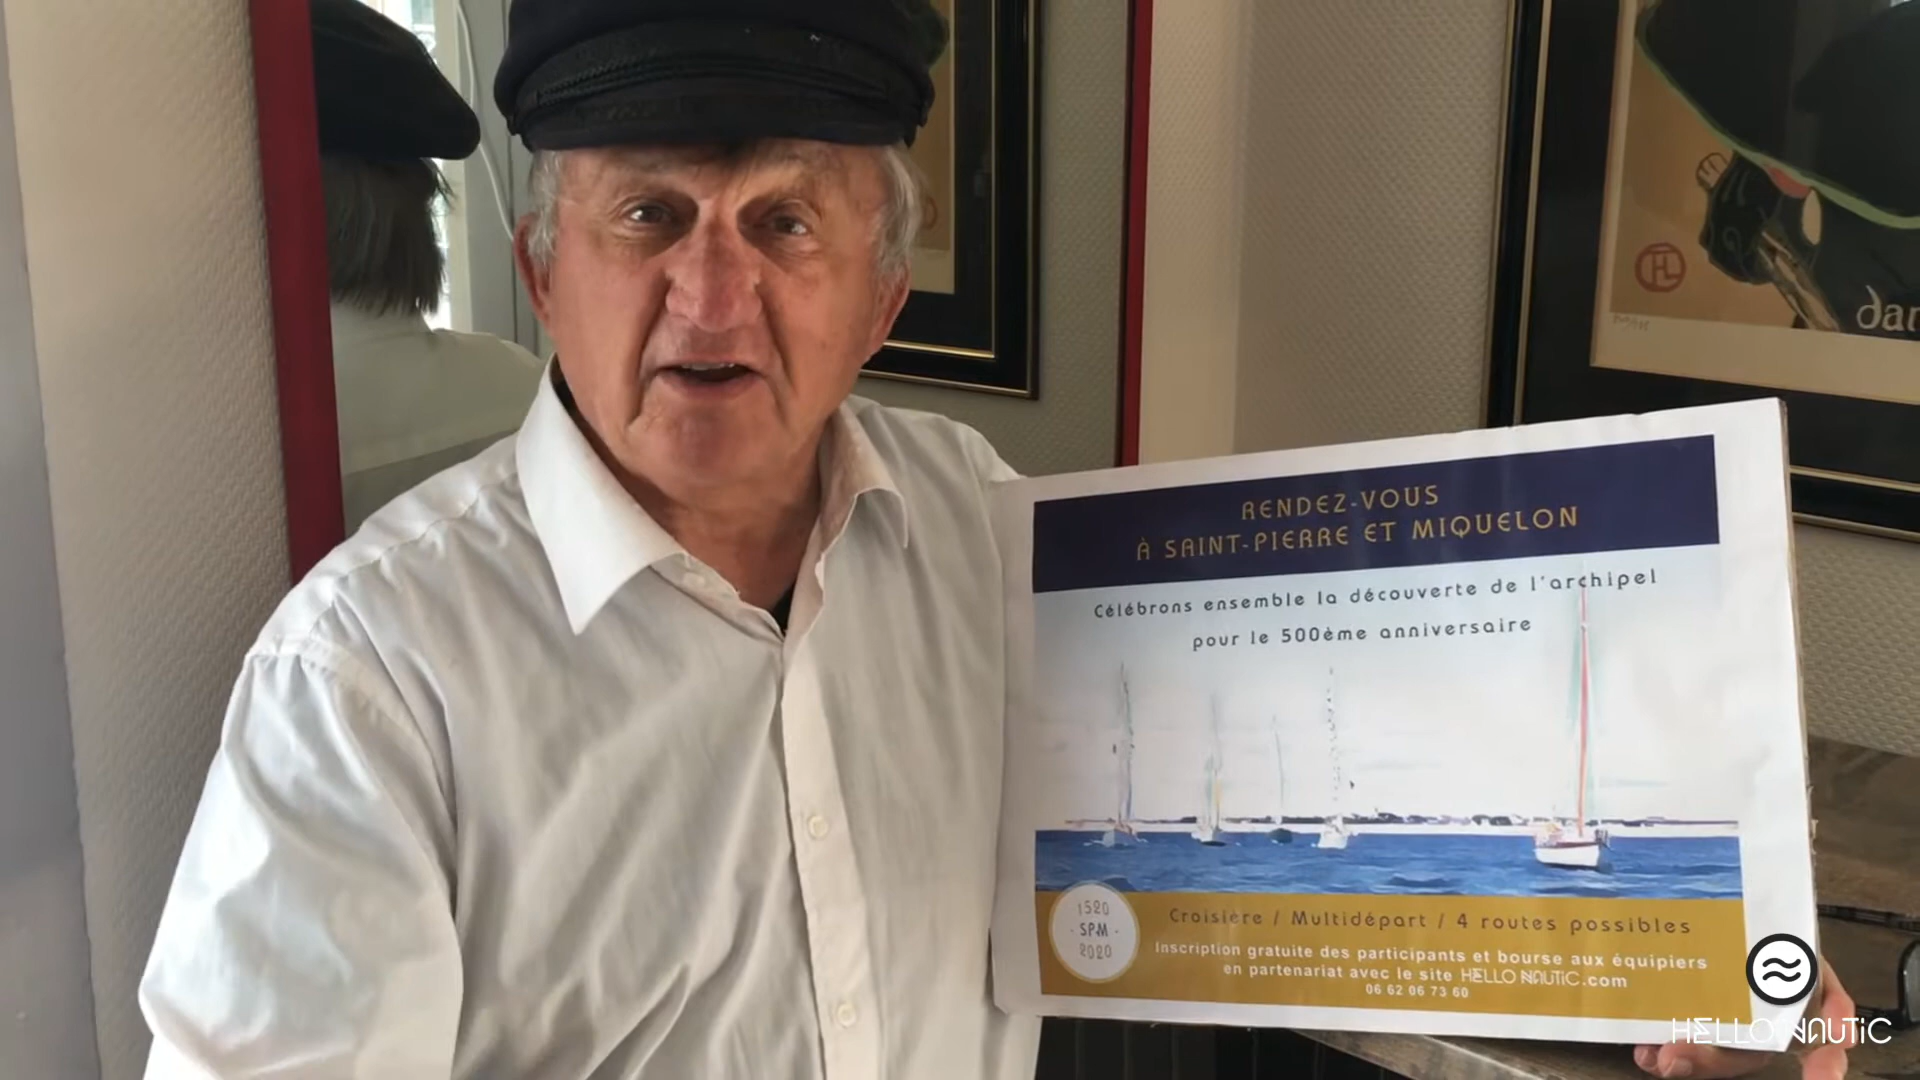 RENDEZ-VOUS
À SAINT-PIERRE ET MIQUELON
Célébrons ensemble la découverte de l'archipel
pour le 500ème anniversaire
1520
- SPM -
2020
Croisière / Multidépart / 4 routes possibles
Inscription gratuite des participants et bourse aux équipiers
en partenariat avec le site HELLO NAUTIC.com
06 62 06 73 60
HELLO NAUTIC